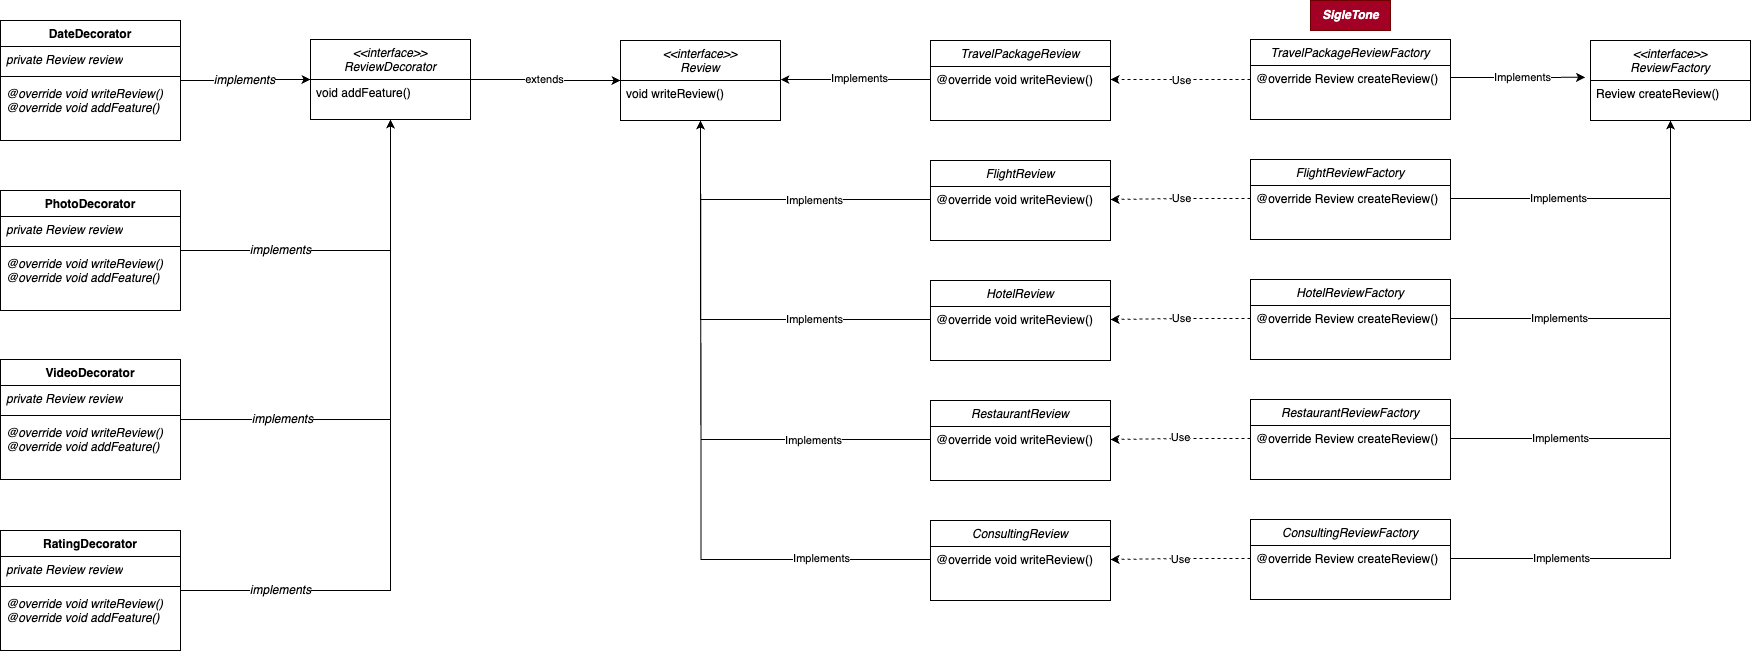 SigleTone
DateDecorator
private Review review
@override void writeReview()
@override void addFeature()
implements
<<interface>>
ReviewDecorator
void addFeature()
extends
<<interface>>
Review
void writeReview()
Implements
TravelPackageReview
@override void writeReview()
Use
TravelPackageReviewFactory
@override Review createReview()
Implements
<<interface>>
ReviewFactory
Review createReview()
PhotoDecorator
private Review review
@override void writeReview()
@override void addFeature()
implements
Implements
FlightReview
@override void writeReview()
Use
FlightReviewFactory
@override Review createReview()
Implements
Implements
HotelReview
@override void writeReview()
Use
HotelReviewFactory
@override Review createReview()
Implements
VideoDecorator
private Review review
@override void writeReview()
@override void addFeature()
implements
Implements
RestaurantReview
@override void writeReview()
Use
RestaurantReviewFactory
@override Review createReview()
Implements
RatingDecorator
private Review review
@override void writeReview()
@override void addFeature()
implements
Implements
ConsultingReview
@override void writeReview()
Use
ConsultingReviewFactory
@override Review createReview()
Implements